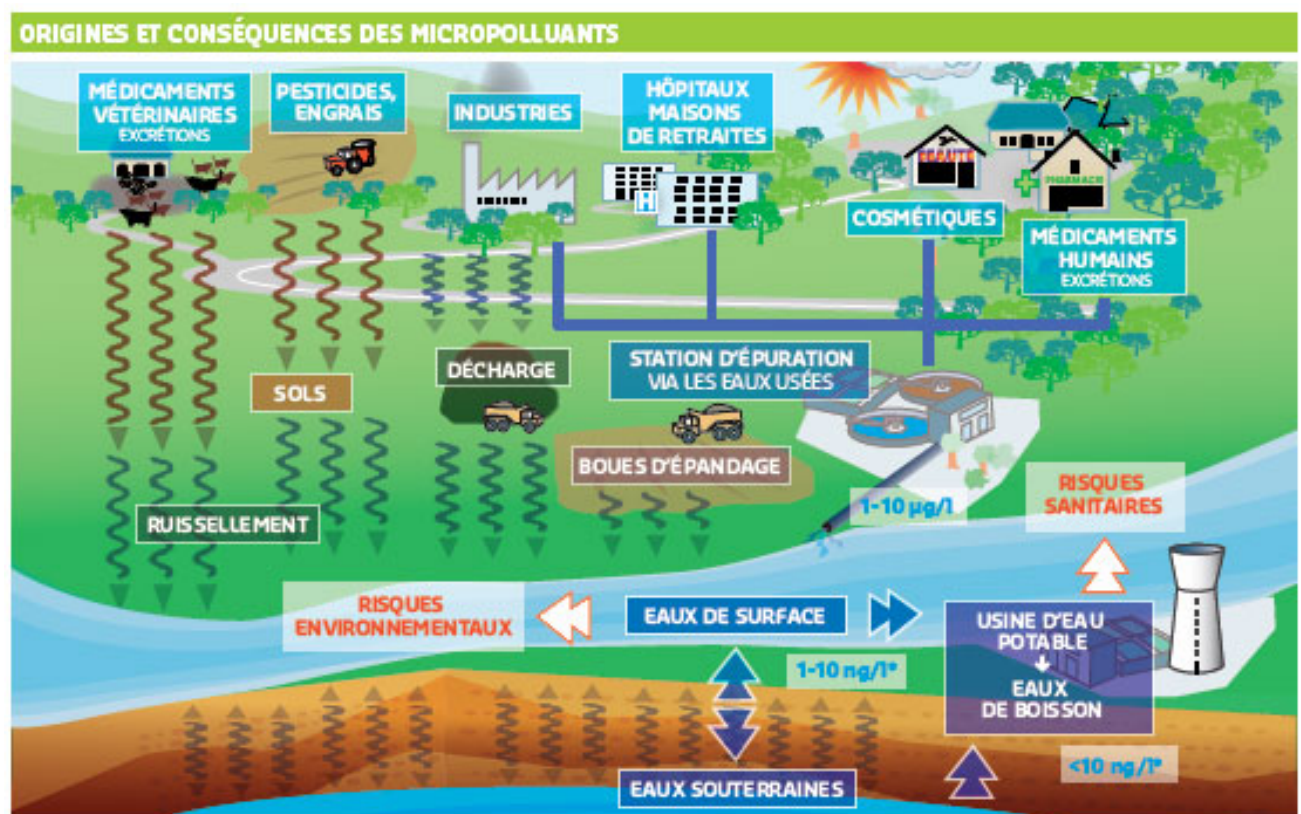 ORIGINES ET CONSÉQUENCES DES MICROPOLLUANTS
MÉDICAMENTS
VÉTÉRINAIRES
EXCRÉTIONS
PESTICIDES,
ENGRAIS
INDUSTRIES
HÔPITAUX
MAISONS
DE RETRAITES
H
BEAUTÉ
PHARMACIE
COSMÉTIQUES
MÉDICAMENTS
HUMAINS
EXCRÉTIONS
SOLS
DÉCHARGE
STATION D'ÉPURATION
VIA LES EAUX USÉES
BOUES D'ÉPANDAGE
RUISSELLEMENT
1-10 µg/l
RISQUES
SANITAIRES
RISQUES
ENVIRONNEMENTAUX
EAUX DE SURFACE
USINE D'EAU
POTABLE
EAUX
DE BOISSON
1-10 ng/l*
<10 ng/l*
EAUX SOUTERRAINES